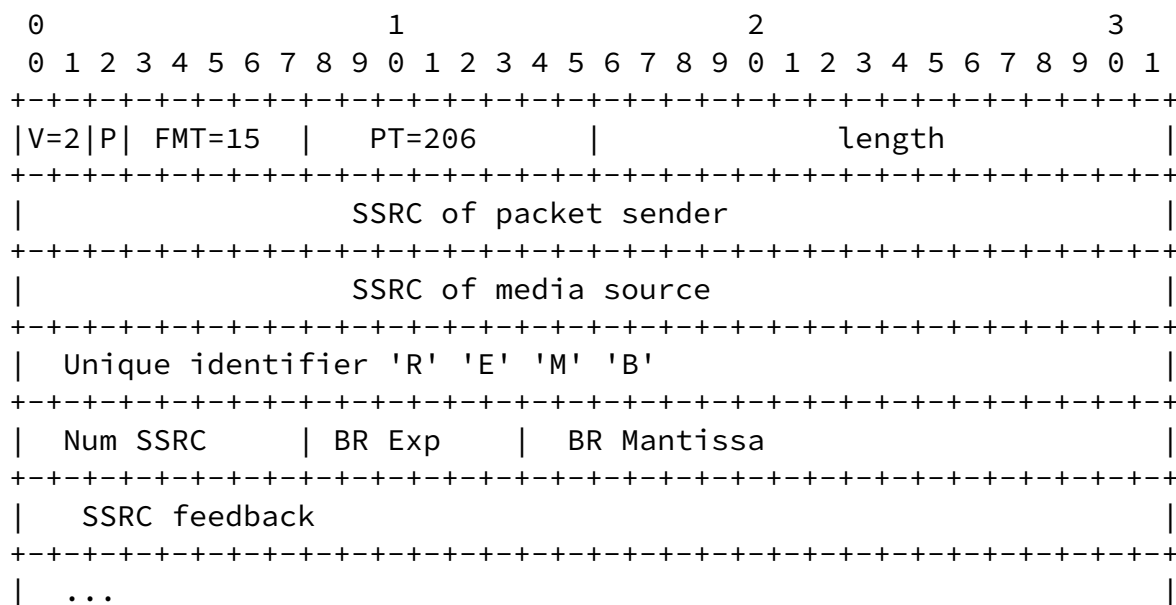 0                   1                   2                   3
 0 1 2 3 4 5 6 7 8 9 0 1 2 3 4 5 6 7 8 9 0 1 2 3 4 5 6 7 8 9 0 1
+-+-+-+-+-+-+-+-+-+-+-+-+-+-+-+-+-+-+-+-+-+-+-+-+-+-+-+-+-+-+-+-+
|V=2|P| FMT=15  |   PT=206      |             length            |
+-+-+-+-+-+-+-+-+-+-+-+-+-+-+-+-+-+-+-+-+-+-+-+-+-+-+-+-+-+-+-+-+
|                  SSRC of packet sender                        |
+-+-+-+-+-+-+-+-+-+-+-+-+-+-+-+-+-+-+-+-+-+-+-+-+-+-+-+-+-+-+-+-+
|                  SSRC of media source                         |
+-+-+-+-+-+-+-+-+-+-+-+-+-+-+-+-+-+-+-+-+-+-+-+-+-+-+-+-+-+-+-+-+
|  Unique identifier 'R' 'E' 'M' 'B'                            |
+-+-+-+-+-+-+-+-+-+-+-+-+-+-+-+-+-+-+-+-+-+-+-+-+-+-+-+-+-+-+-+-+
|  Num SSRC     | BR Exp    |  BR Mantissa                      |
+-+-+-+-+-+-+-+-+-+-+-+-+-+-+-+-+-+-+-+-+-+-+-+-+-+-+-+-+-+-+-+-+
|   SSRC feedback                                               |
+-+-+-+-+-+-+-+-+-+-+-+-+-+-+-+-+-+-+-+-+-+-+-+-+-+-+-+-+-+-+-+-+
|  ...                                                          |